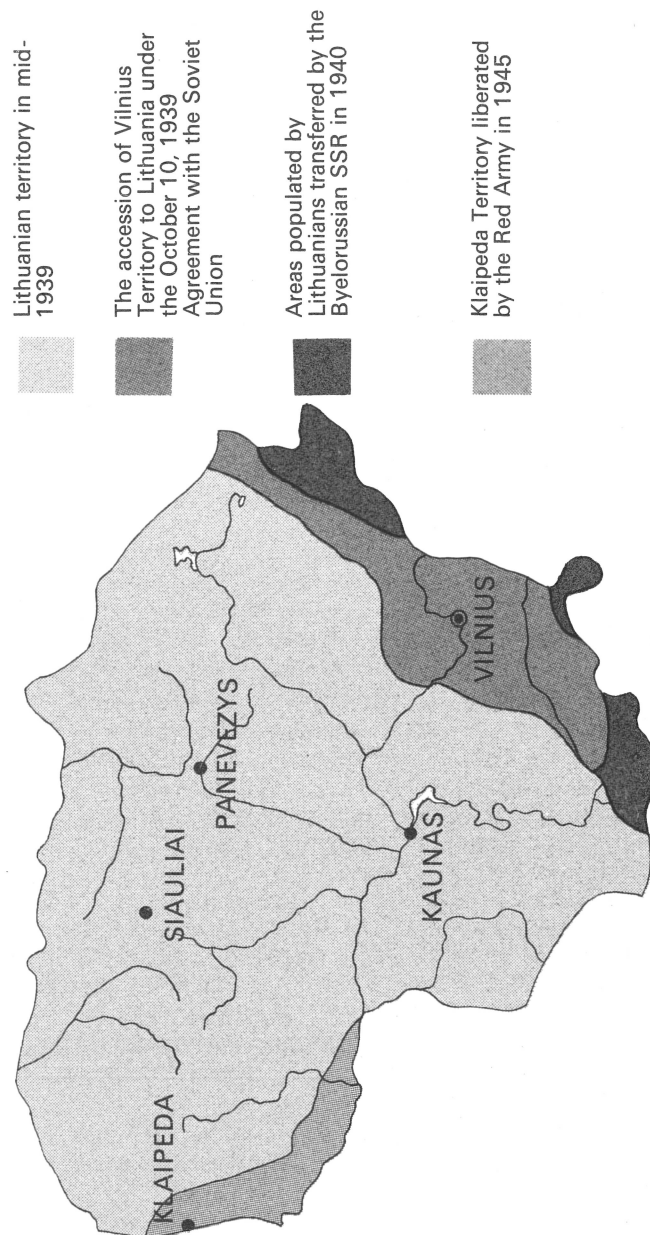 Lithuanian territory in mid-
1939
The accession of Vilnius
Territory to Lithuania under
the October 10, 1939
Agreement with the Soviet
Union
Areas populated by
Lithuanians transferred by the
Byelorussian SSR in 1940
Klaipeda Territory liberated
by the Red Army in 1945
KLAIPEDA
SIAULIAI
PANEVEZYS
KAUNAS
VILNIUS